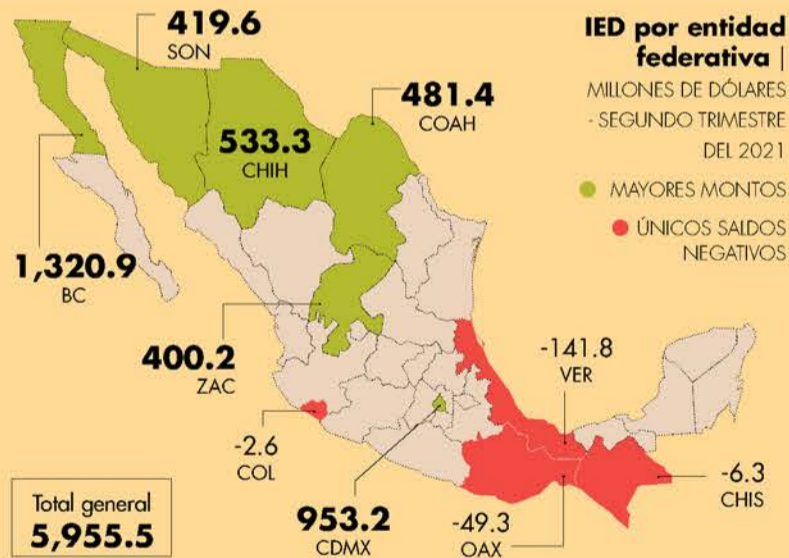 IED por entidad
federativa |
MILLONES DE DÓLARES
- SEGUNDO TRIMESTRE
DEL 2021
MAYORES MONTOS
ÚNICOS SALDOS
NEGATIVOS
419.6
SON
481.4
COAH
533.3
CHIH
1,320.9
BC
400.2
ZAC
-141.8
VER
-2.6
COL
-6.3
CHIS
953.2
CDMX
-49.3
OAX
Total general
5,955.5